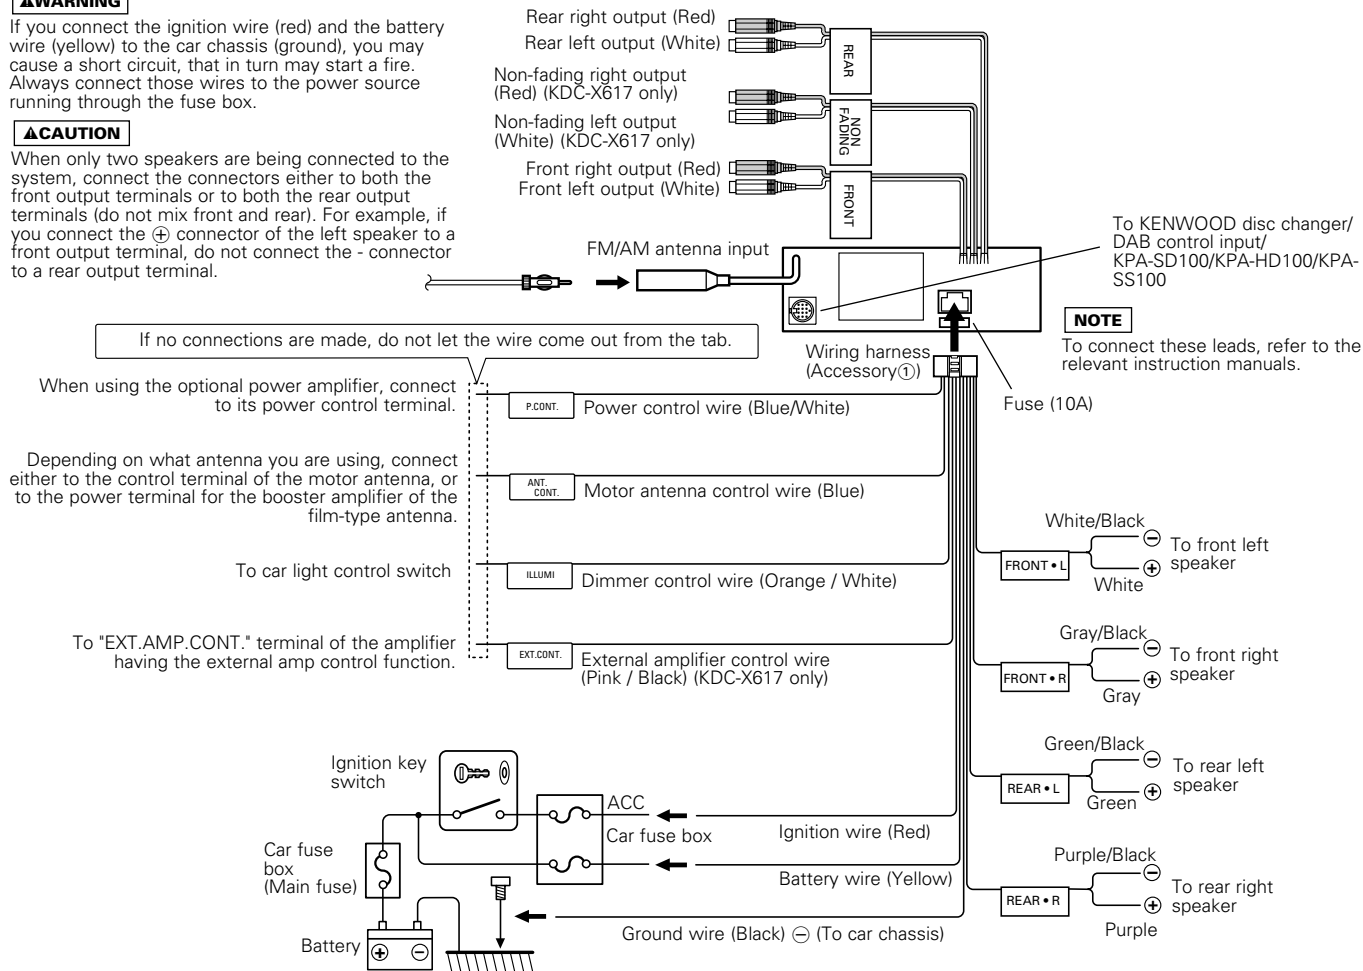 ⚠WARNING
If you connect the ignition wire (red) and the battery
wire (yellow) to the car chassis (ground), you may
cause a short circuit, that in turn may start a fire.
Always connect those wires to the power source
running through the fuse box.
⚠CAUTION
When only two speakers are being connected to the
system, connect the connectors either to both the
front output terminals or to both the rear output
terminals (do not mix front and rear). For example, if
you connect the ⊕ connector of the left speaker to a
front output terminal, do not connect the - connector
to a rear output terminal.
Rear right output (Red)
Rear left output (White)
REAR
Non-fading right output
(Red) (KDC-X617 only)
Non-fading left output
(White) (KDC-X617 only)
NON
FADING
Front right output (Red)
Front left output (White)
FRONT
FM/AM antenna input
To KENWOOD disc changer/
DAB control input/
KPA-SD100/KPA-HD100/KPA-
SS100
NOTE
To connect these leads, refer to the
relevant instruction manuals.
If no connections are made, do not let the wire come out from the tab.
Wiring harness
(Accessory①)
Fuse (10A)
When using the optional power amplifier, connect
to its power control terminal.
P.CONT.
Power control wire (Blue/White)
Depending on what antenna you are using, connect
either to the control terminal of the motor antenna, or
to the power terminal for the booster amplifier of the
film-type antenna.
ANT.
CONT.
Motor antenna control wire (Blue)
To car light control switch
ILLUMI
Dimmer control wire (Orange / White)
To "EXT.AMP.CONT." terminal of the amplifier
having the external amp control function.
EXT.CONT.
External amplifier control wire
(Pink / Black) (KDC-X617 only)
White/Black
⊖
To front left
speaker
FRONT • L
⊕
White
Gray/Black
⊖
To front right
speaker
FRONT • R
⊕
Gray
Green/Black
⊖
To rear left
speaker
REAR • L
⊕
Green
Purple/Black
⊖
To rear right
speaker
REAR • R
⊕
Purple
Ignition key
switch
ACC
Car fuse box
Ignition wire (Red)
Car fuse
box
(Main fuse)
Battery wire (Yellow)
Ground wire (Black) ⊖ (To car chassis)
Battery
⊕ ⊖